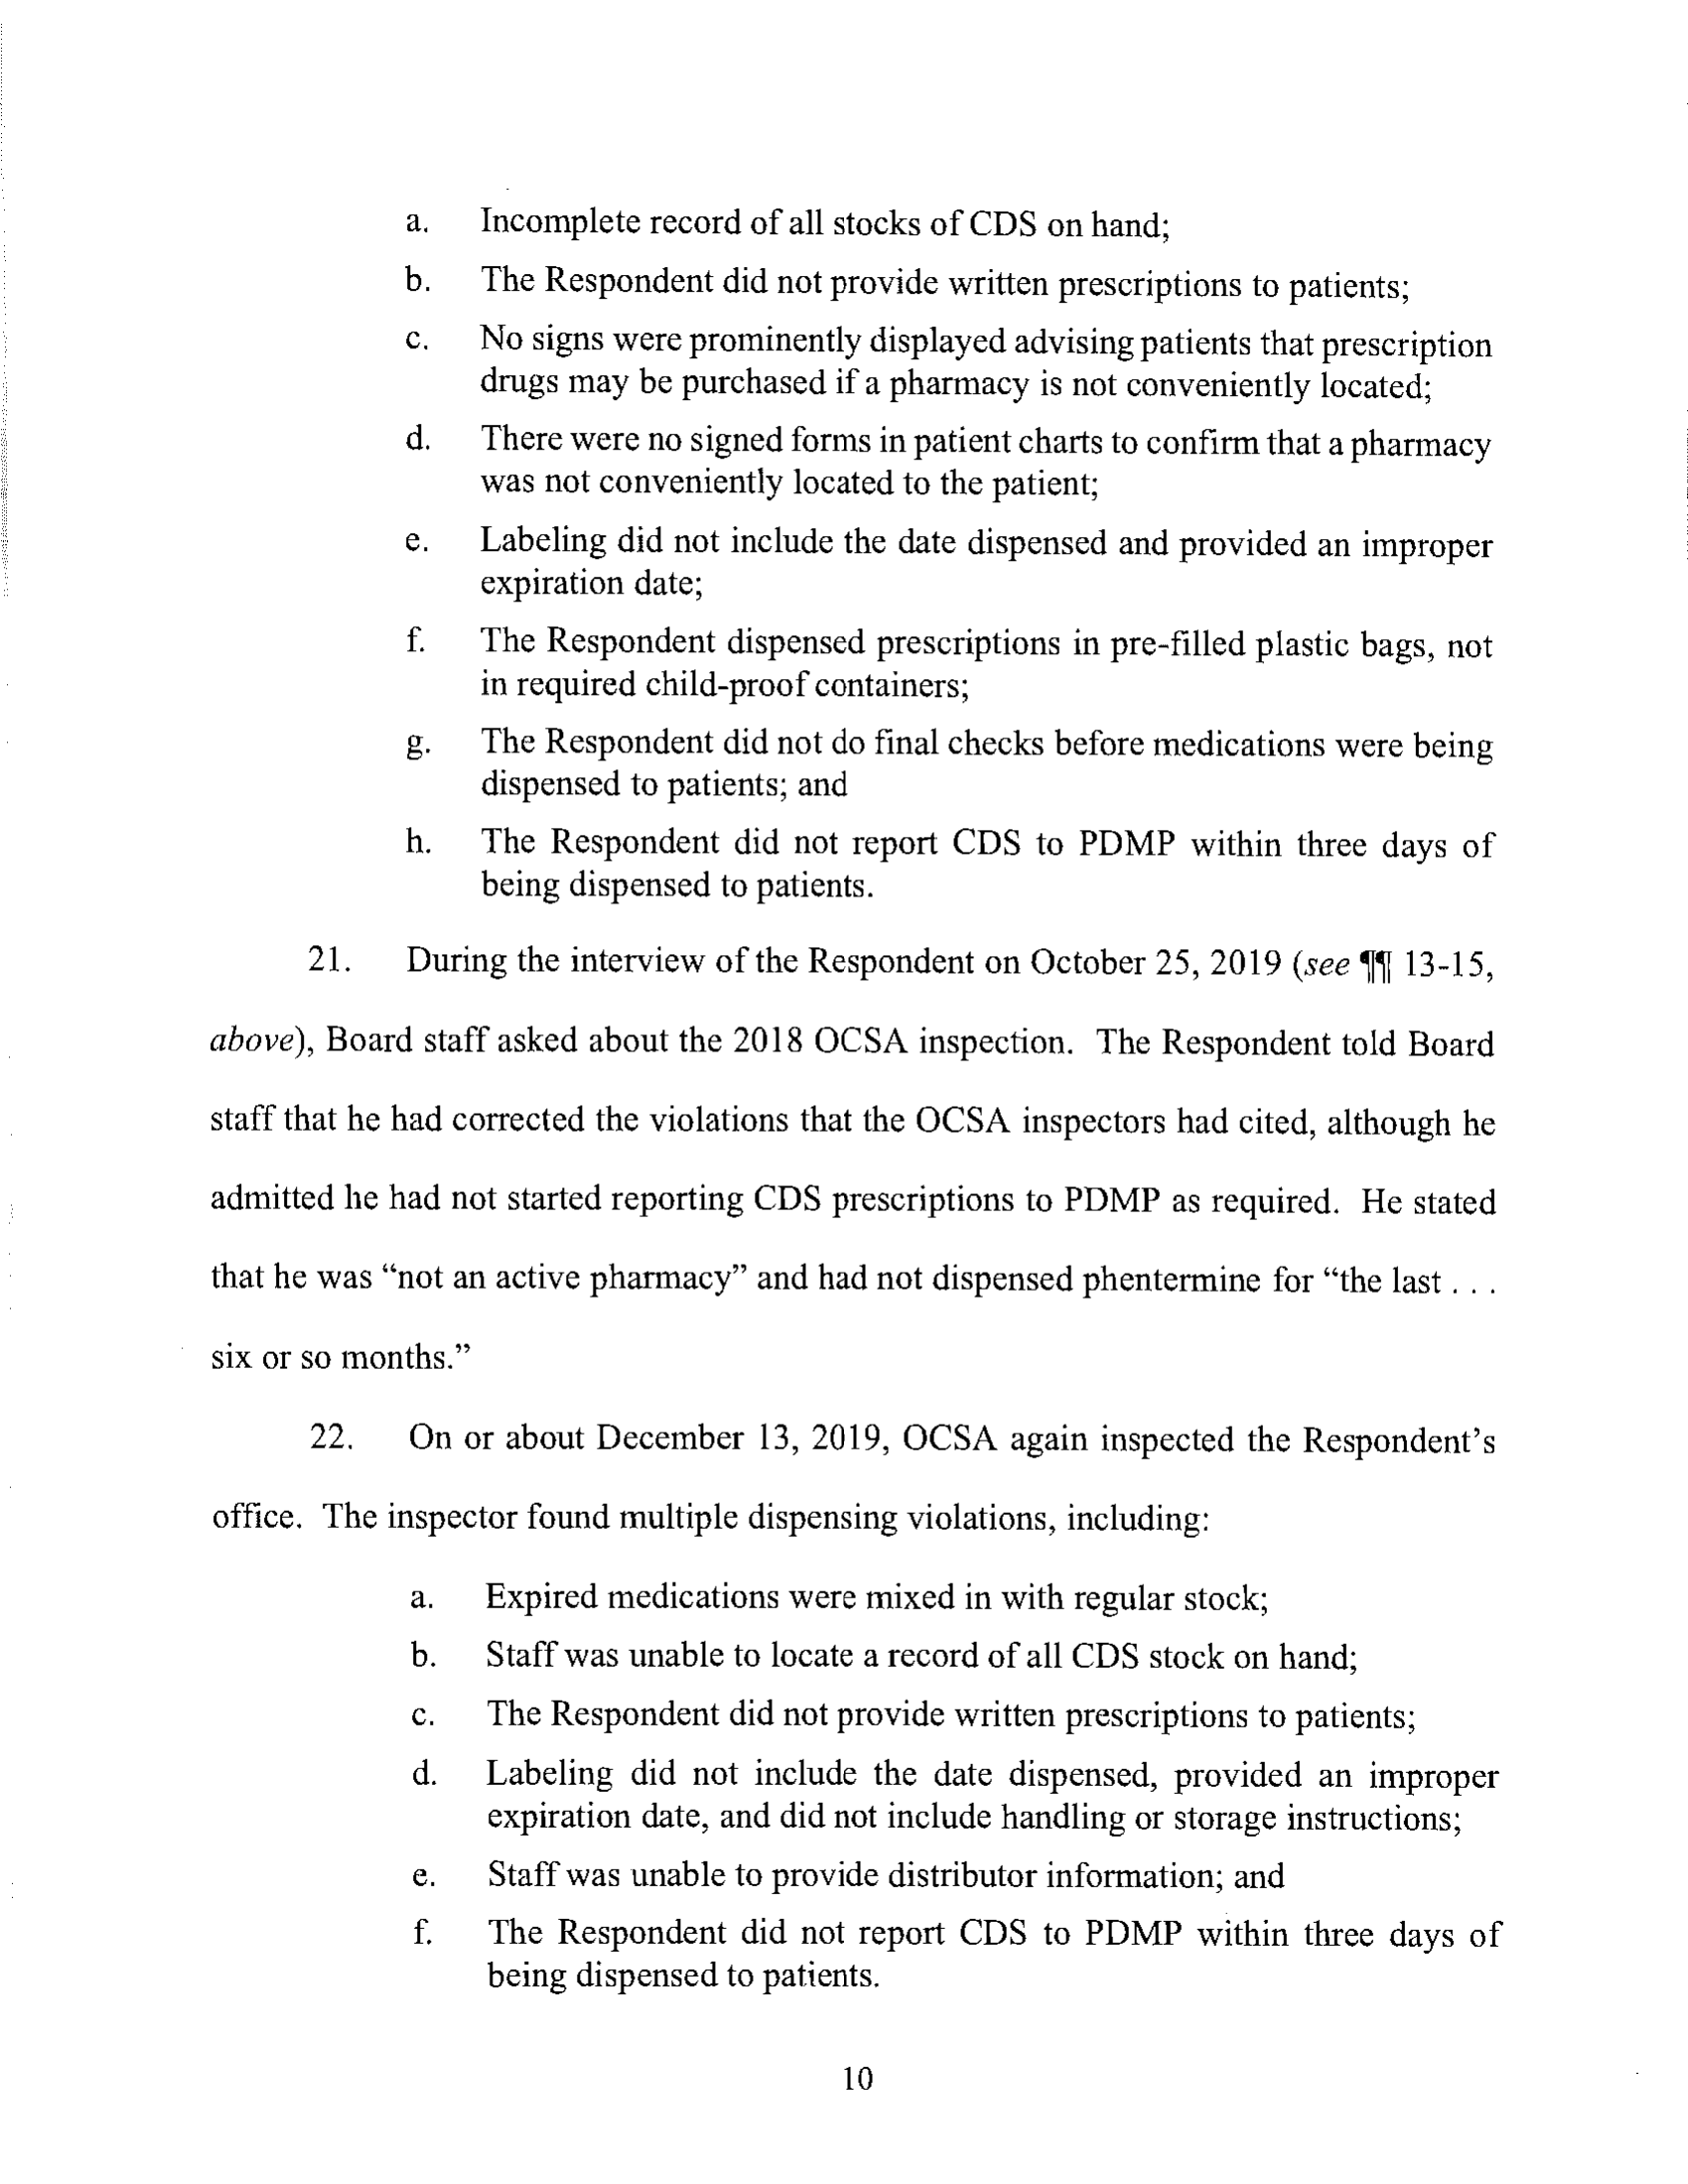 a. Incomplete record of all stocks of CDS on hand;
b. The Respondent did not provide written prescriptions to patients;
c. No signs were prominently displayed advising patients that prescription
drugs may be purchased if a pharmacy is not conveniently located;
d. There were no signed forms in patient charts to confirm that a pharmacy
was not conveniently located to the patient;
e. Labeling did not include the date dispensed and provided an improper
expiration date;
f. The Respondent dispensed prescriptions in pre-filled plastic bags, not
in required child-proof containers;
g. The Respondent did not do final checks before medications were being
dispensed to patients; and
h. The Respondent did not report CDS to PDMP within three days of
being dispensed to patients.
21. During the interview of the Respondent on October 25, 2019 (see ¶¶ 13-15,
above), Board staff asked about the 2018 OCSA inspection. The Respondent told Board
staff that he had corrected the violations that the OCSA inspectors had cited, although he
admitted he had not started reporting CDS prescriptions to PDMP as required. He stated
that he was “not an active pharmacy” and had not dispensed phentermine for “the last . . .
six or so months.”
22. On or about December 13, 2019, OCSA again inspected the Respondent’s
office. The inspector found multiple dispensing violations, including:
a. Expired medications were mixed in with regular stock;
b. Staff was unable to locate a record of all CDS stock on hand;
c. The Respondent did not provide written prescriptions to patients;
d. Labeling did not include the date dispensed, provided an improper
expiration date, and did not include handling or storage instructions;
e. Staff was unable to provide distributor information; and
f. The Respondent did not report CDS to PDMP within three days of
being dispensed to patients.
10